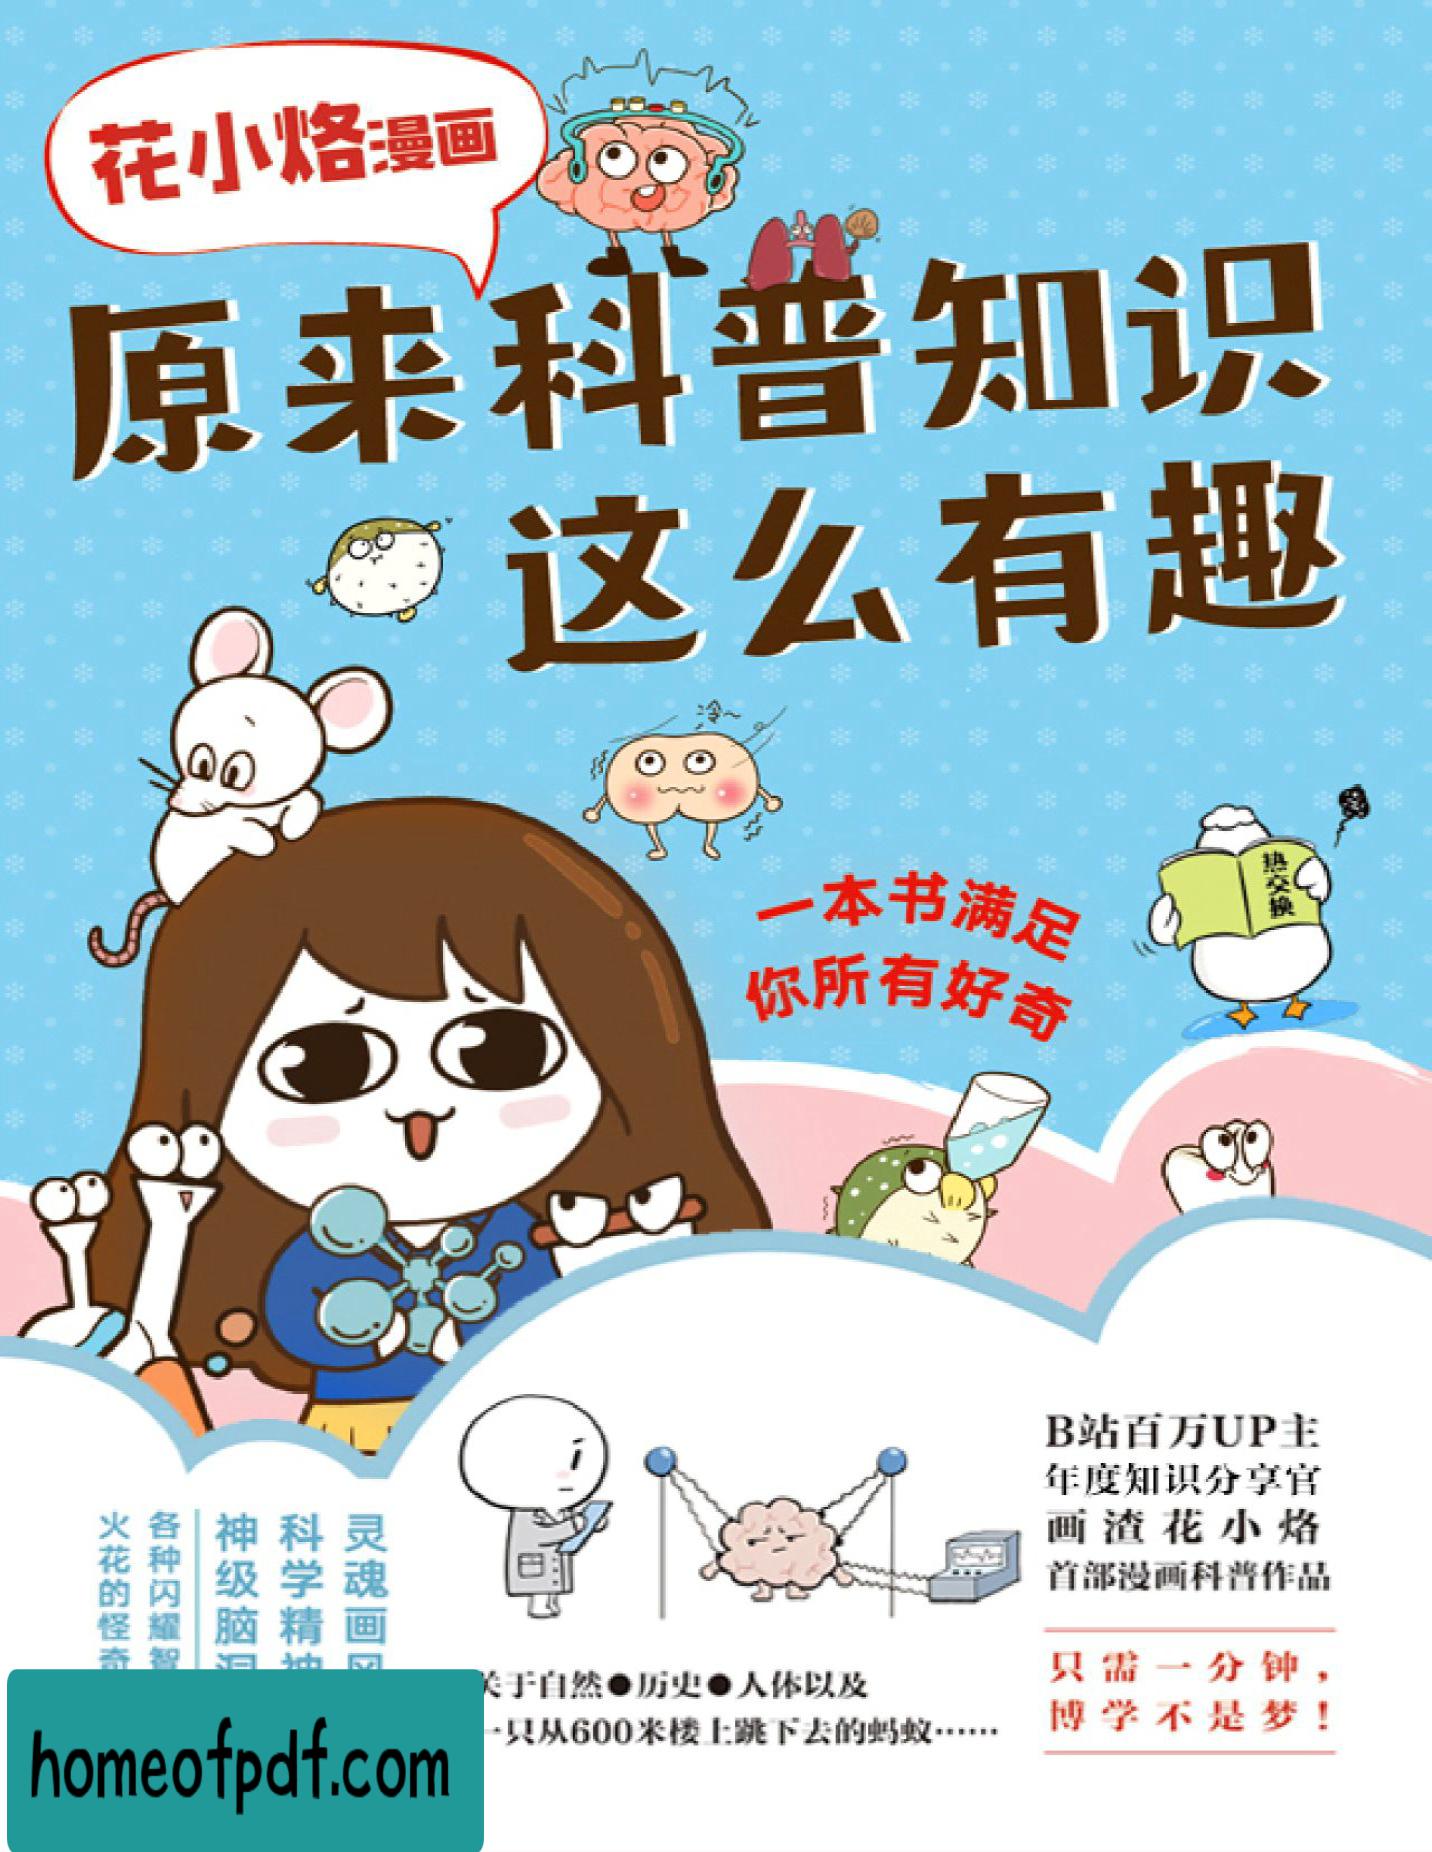 花小烙漫画
原来科普知识
这么有趣
冷~
热交换
一本书满足
你所有好奇
B站百万UP主
年度知识分享官
画渣花小烙
首部漫画科普作品
只需一分钟，
博学不是梦！
灵魂画风
科学精神
神级脑洞
各种闪耀智
火花的怪奇
关于自然●历史●人体以及
一只从600米楼上跳下去的蚂蚁……
homeofpdf.com